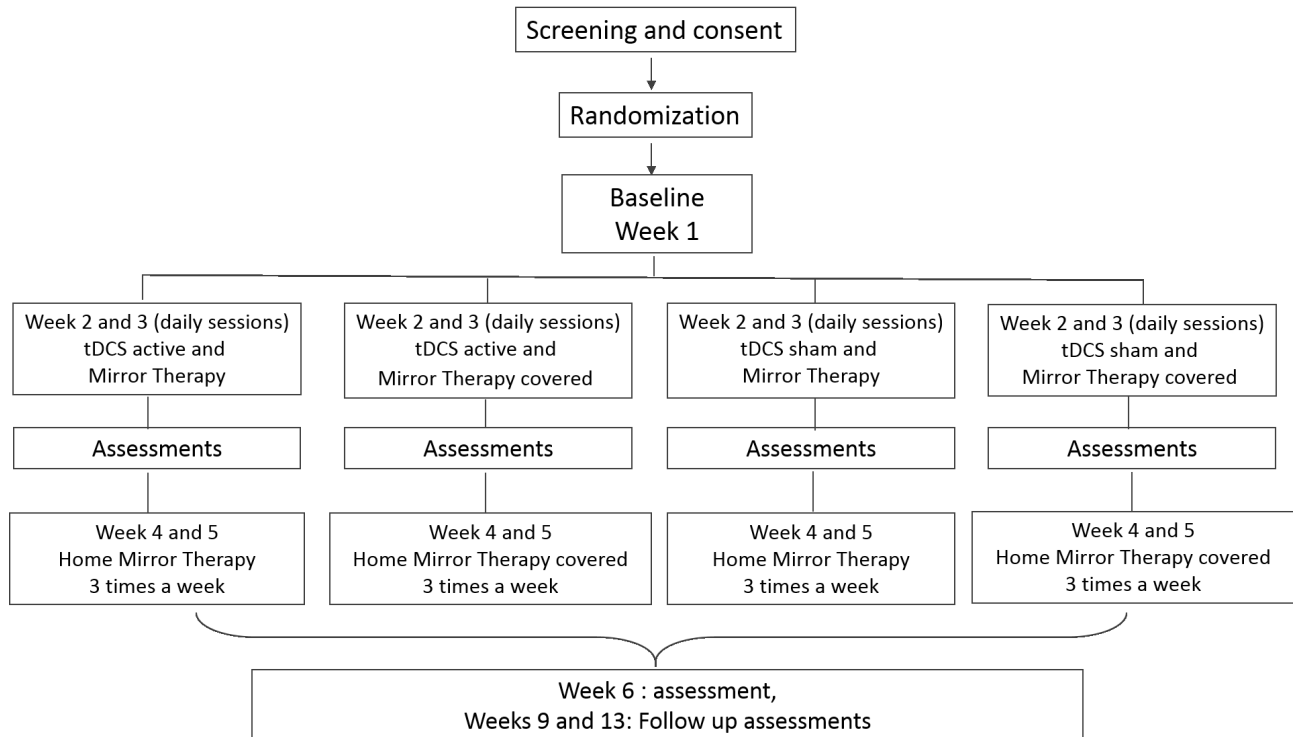 Screening and consent
Randomization
Baseline
Week 1
Week 2 and 3 (daily sessions)
tDCS active and
Mirror Therapy
Week 2 and 3 (daily sessions)
tDCS active and
Mirror Therapy covered
Week 2 and 3 (daily sessions)
tDCS sham and
Mirror Therapy
Week 2 and 3 (daily sessions)
tDCS sham and
Mirror Therapy covered
Assessments
Assessments
Assessments
Assessments
Week 4 and 5
Home Mirror Therapy
3 times a week
Week 4 and 5
Home Mirror Therapy covered
3 times a week
Week 4 and 5
Home Mirror Therapy
3 times a week
Week 4 and 5
Home Mirror Therapy covered
3 times a week
Week 6 : assessment,
Weeks 9 and 13: Follow up assessments